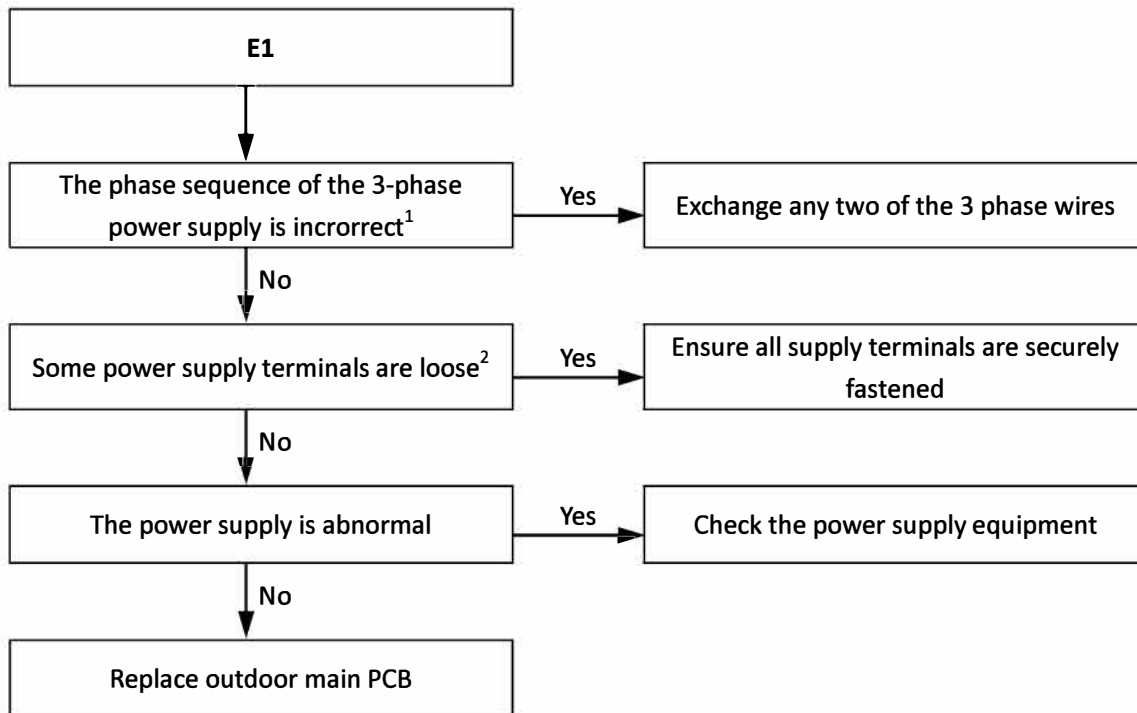 E1
The phase sequence of the 3-phase
power supply is incrorrect¹
Yes
Exchange any two of the 3 phase wires
No
Some power supply terminals are loose²
Yes
Ensure all supply terminals are securely
fastened
No
The power supply is abnormal
Yes
Check the power supply equipment
No
Replace outdoor main PCB